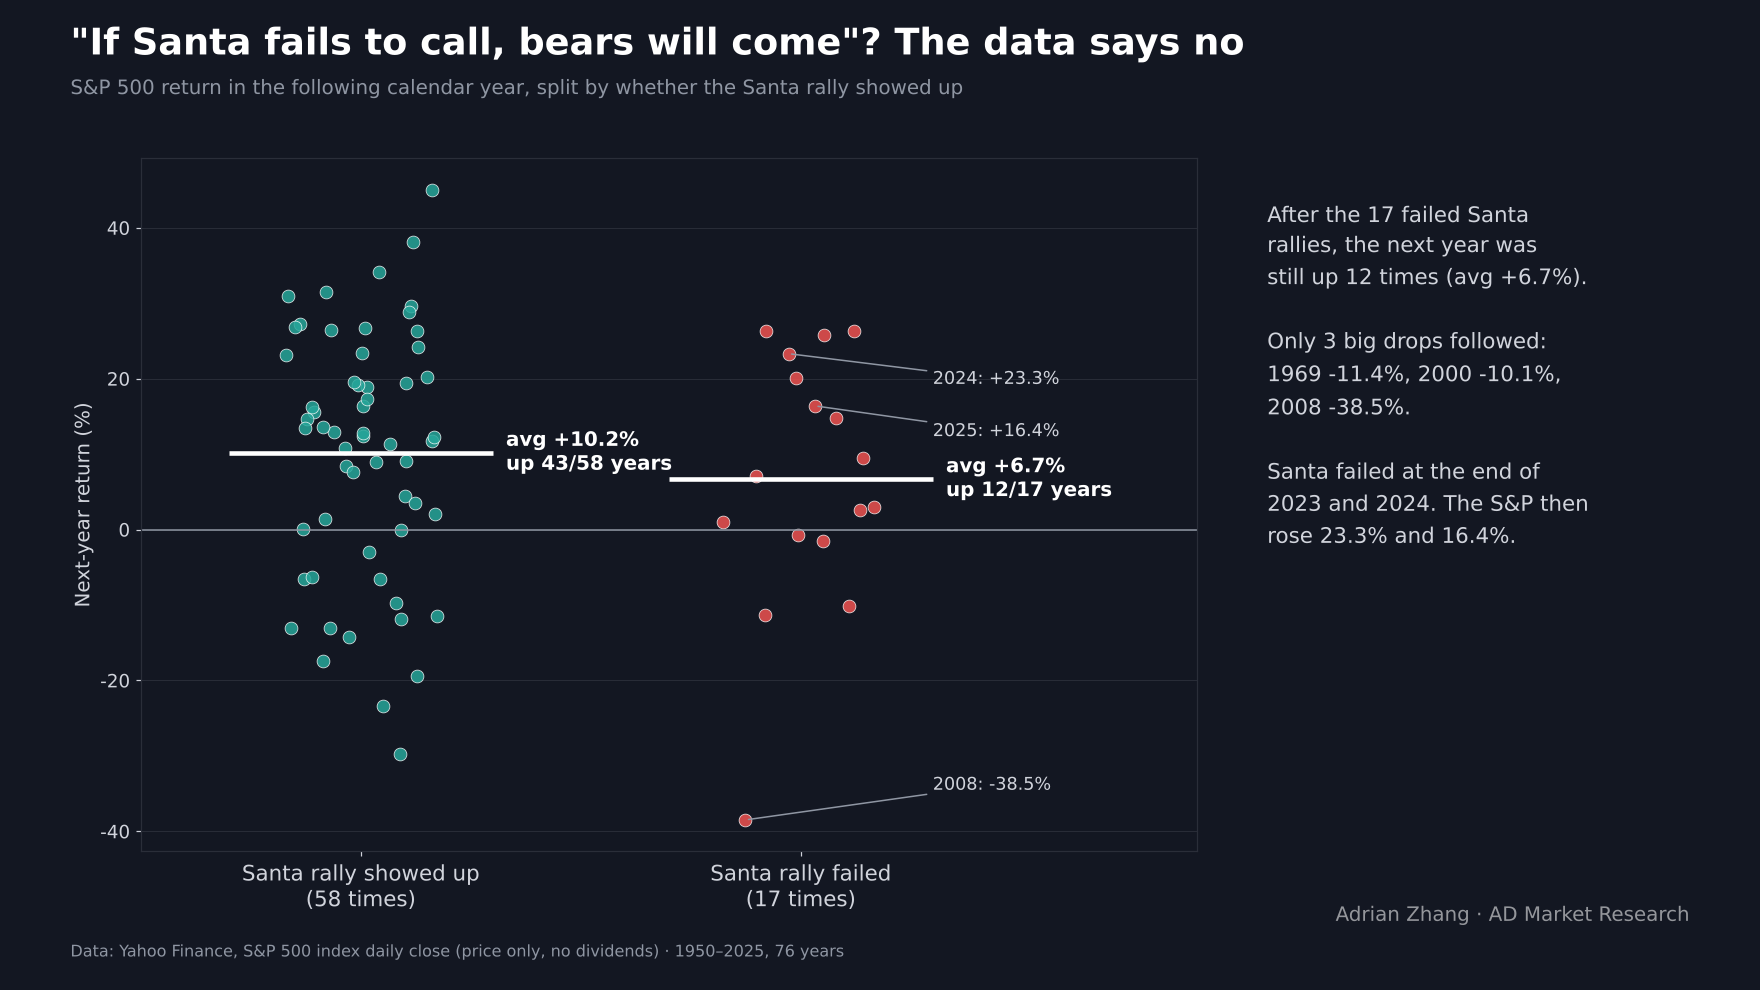 "If Santa fails to call, bears will come"? The data says no
S&P 500 return in the following calendar year, split by whether the Santa rally showed up
Next-year return (%)
40
20
0
-20
-40
avg +10.2%
up 43/58 years
2024: +23.3%
2025: +16.4%
avg +6.7%
up 12/17 years
2008: -38.5%
Santa rally showed up
(58 times)
Santa rally failed
(17 times)
After the 17 failed Santa
rallies, the next year was
still up 12 times (avg +6.7%).
Only 3 big drops followed:
1969 -11.4%, 2000 -10.1%,
2008 -38.5%.
Santa failed at the end of
2023 and 2024. The S&P then
rose 23.3% and 16.4%.
Adrian Zhang · AD Market Research
Data: Yahoo Finance, S&P 500 index daily close (price only, no dividends) · 1950–2025, 76 years